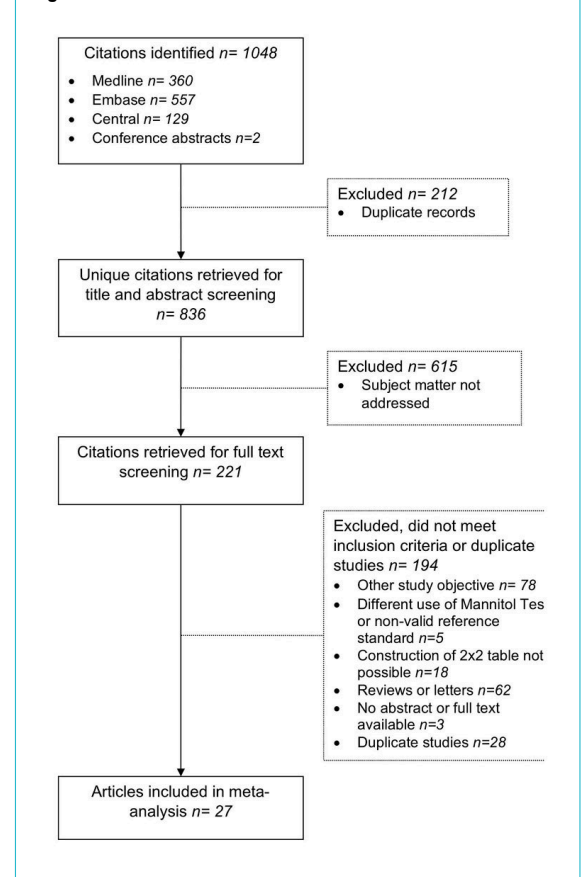 Citations identified n= 1048
• Medline n= 360
• Embase n= 557
• Central n= 129
• Conference abstracts n=2
Excluded n= 212
• Duplicate records
Unique citations retrieved for
title and abstract screening
n= 836
Excluded n= 615
• Subject matter not
addressed
Citations retrieved for full text
screening n= 221
Excluded, did not meet
inclusion criteria or duplicate
studies n= 194
• Other study objective n= 78
• Different use of Mannitol Tes
or non-valid reference
standard n=5
• Construction of 2x2 table not
possible n=18
• Reviews or letters n=62
• No abstract or full text
available n=3
• Duplicate studies n=28
Articles included in meta-
analysis n= 27